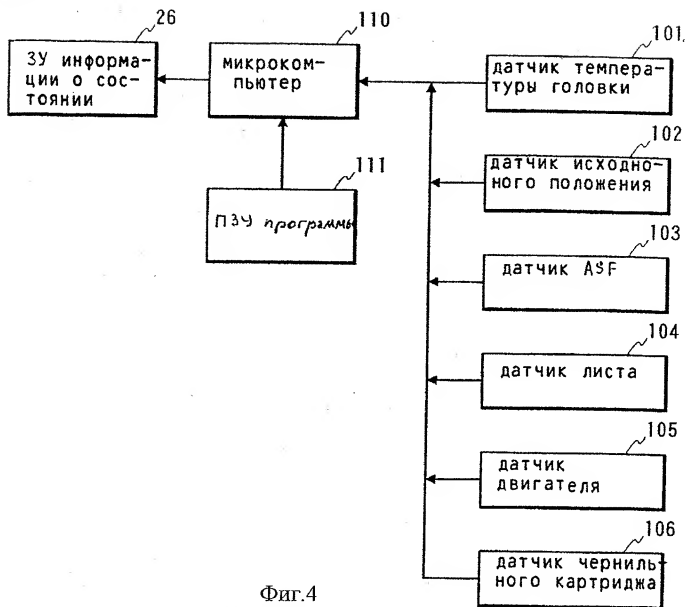 26
ЗУ информа-
ции о сос-
тоянии
110
микроком-
пьютер
111
ПЗУ программы
101
датчик темпера-
туры головки
102
датчик исходно-
ного положения
103
датчик ASF
104
датчик листа
105
датчик
двигателя
106
датчик черниль-
ного картриджа
Фиг.4